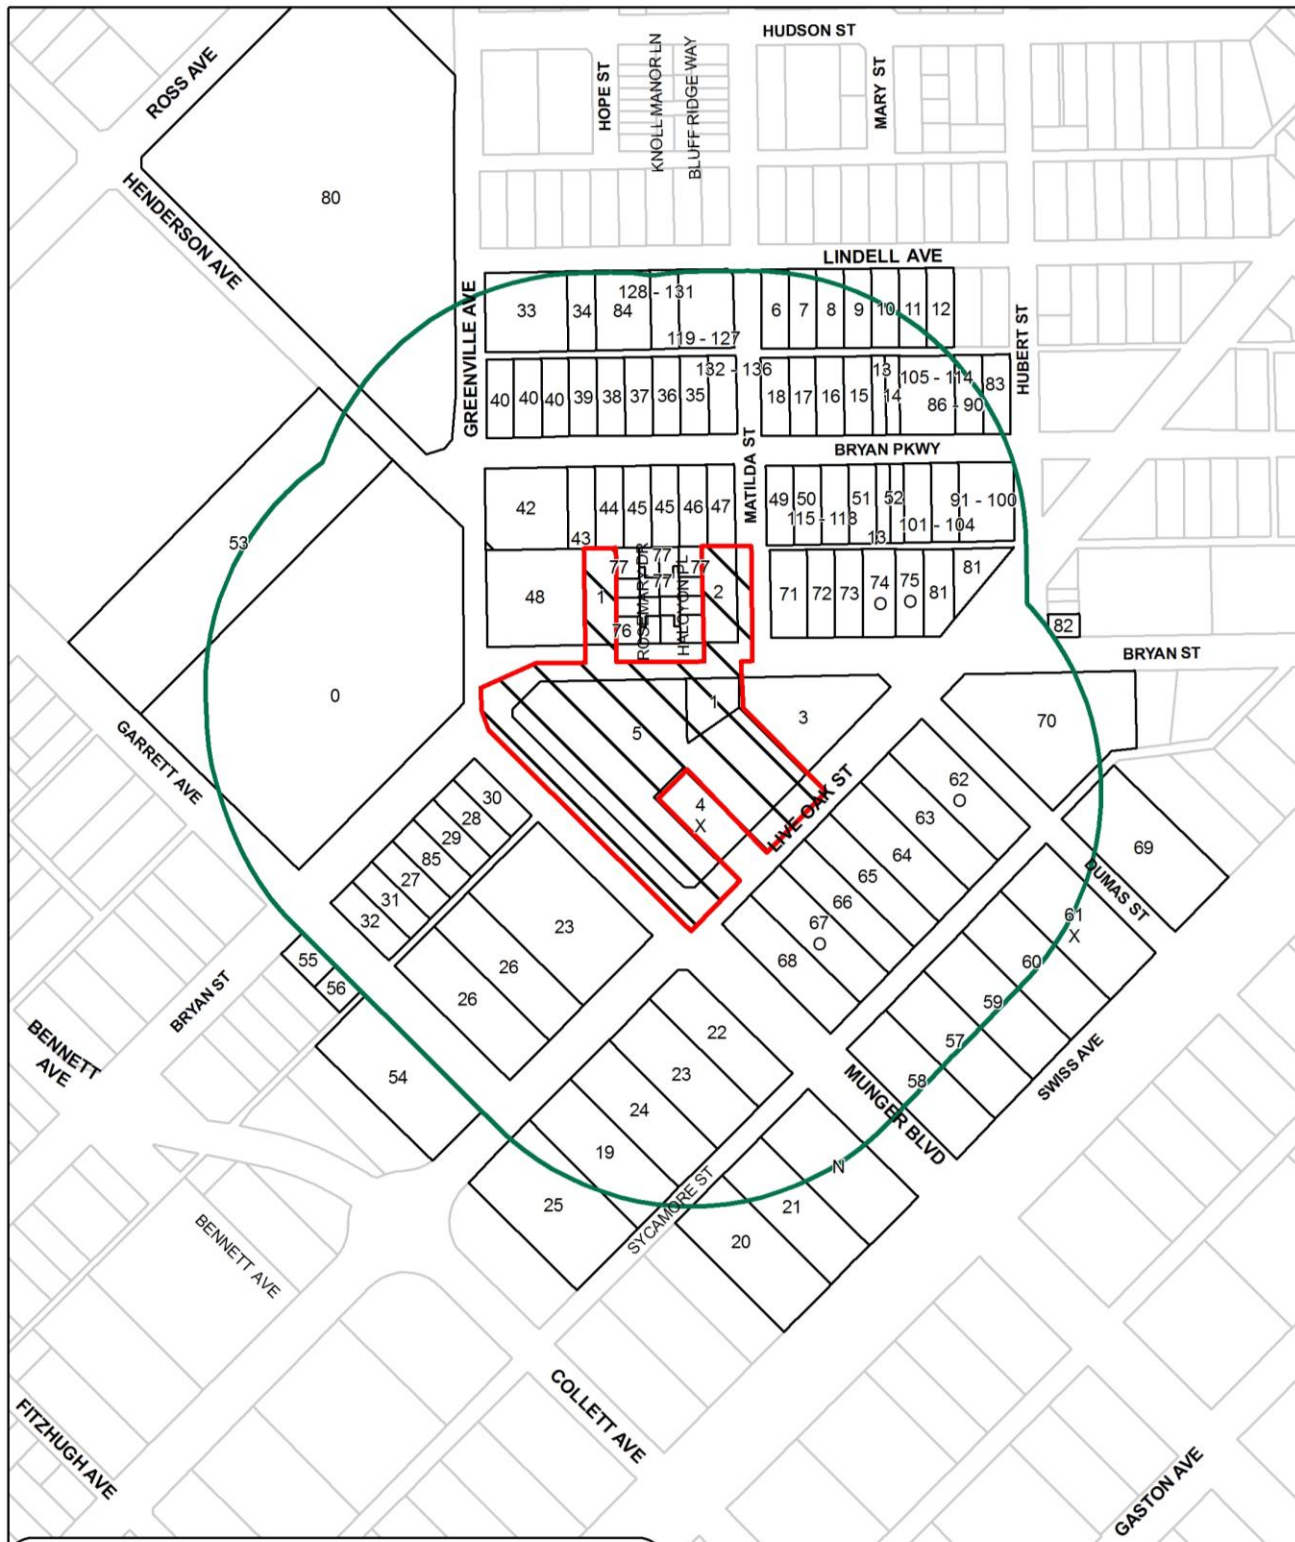 HUDSON ST
ROSS AVE
HOPE ST
KNOLL MANOR LN
BLUFF RIDGE WAY
MARY ST
80
HENDERSON AVE
LINDELL AVE
GREENVILLE AVE
HUBERT ST
33
34
128 - 131
84
119 - 127
6
7
8
9
10
11
12
40
40
40
39
38
37
36
35
132 - 136
18
17
16
15
13
14
105 - 114
86 - 90
83
BRYAN PKWY
MATILDA ST
42
43
44
45
45
46
47
49
50
115 - 118
51
13
52
101 - 104
91 - 100
53
48
1
77
77
77
77
76
ROSEMARY DR
HALCYON PL
2
71
72
73
74
O
75
O
81
81
82
BRYAN ST
0
5
1
3
70
GARRETT AVE
4
X
LIVE OAK ST
62
O
63
64
65
66
67
O
68
69
DUMAS ST
30
28
29
85
27
31
32
23
26
26
61
X
60
59
57
58
55
56
BRYAN ST
BENNETT
AVE
54
22
23
24
19
25
SWISS AVE
MUNGER BLVD
N
21
20
SYCAMORE ST
BENNETT AVE
COLLETT AVE
FITZHUGH AVE
GASTON AVE